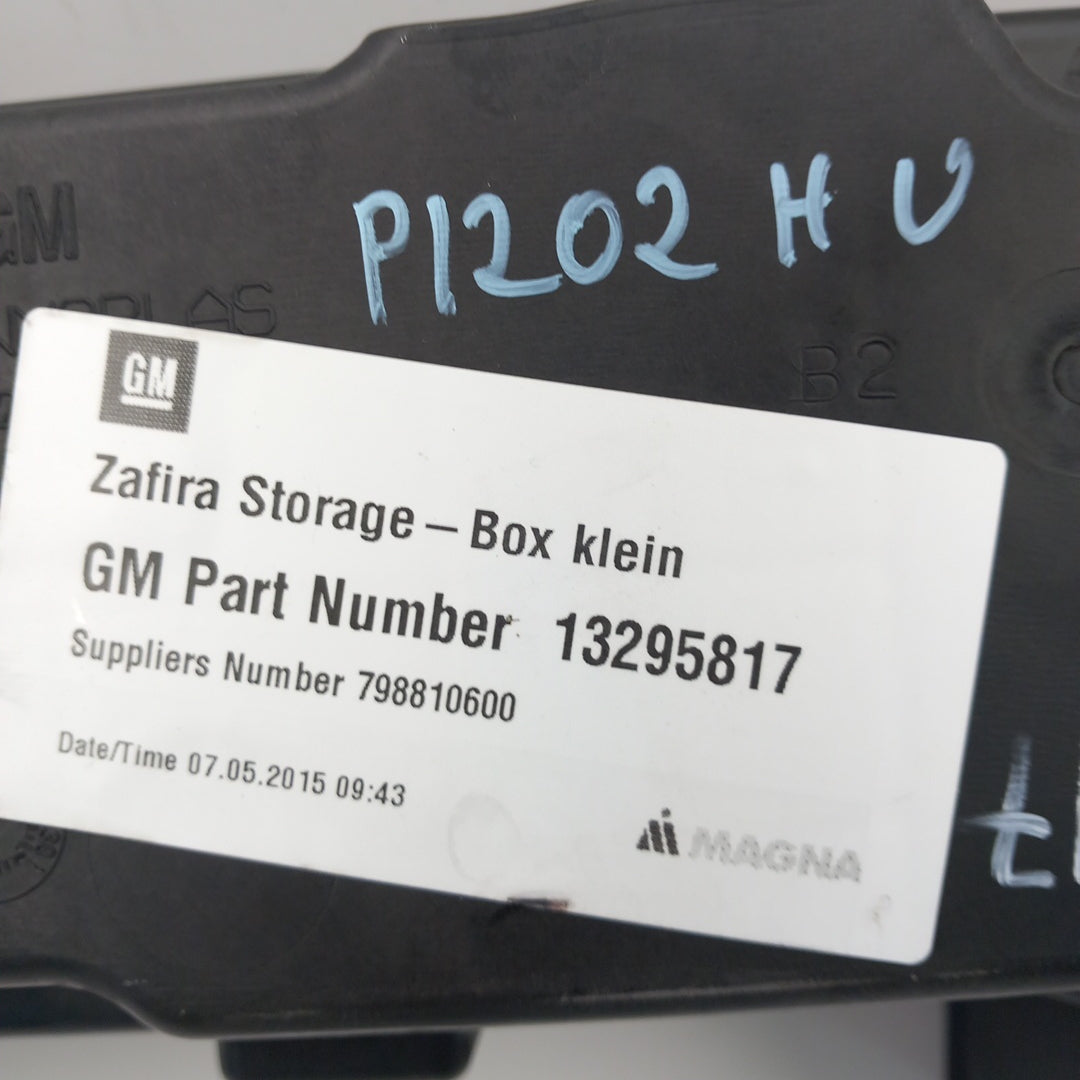 P1202 HU
GM
B2
GM
Zafira Storage – Box klein
GM Part Number 13295817
Suppliers Number 798810600
Date/Time 07.05.2015 09:43
MAGNA